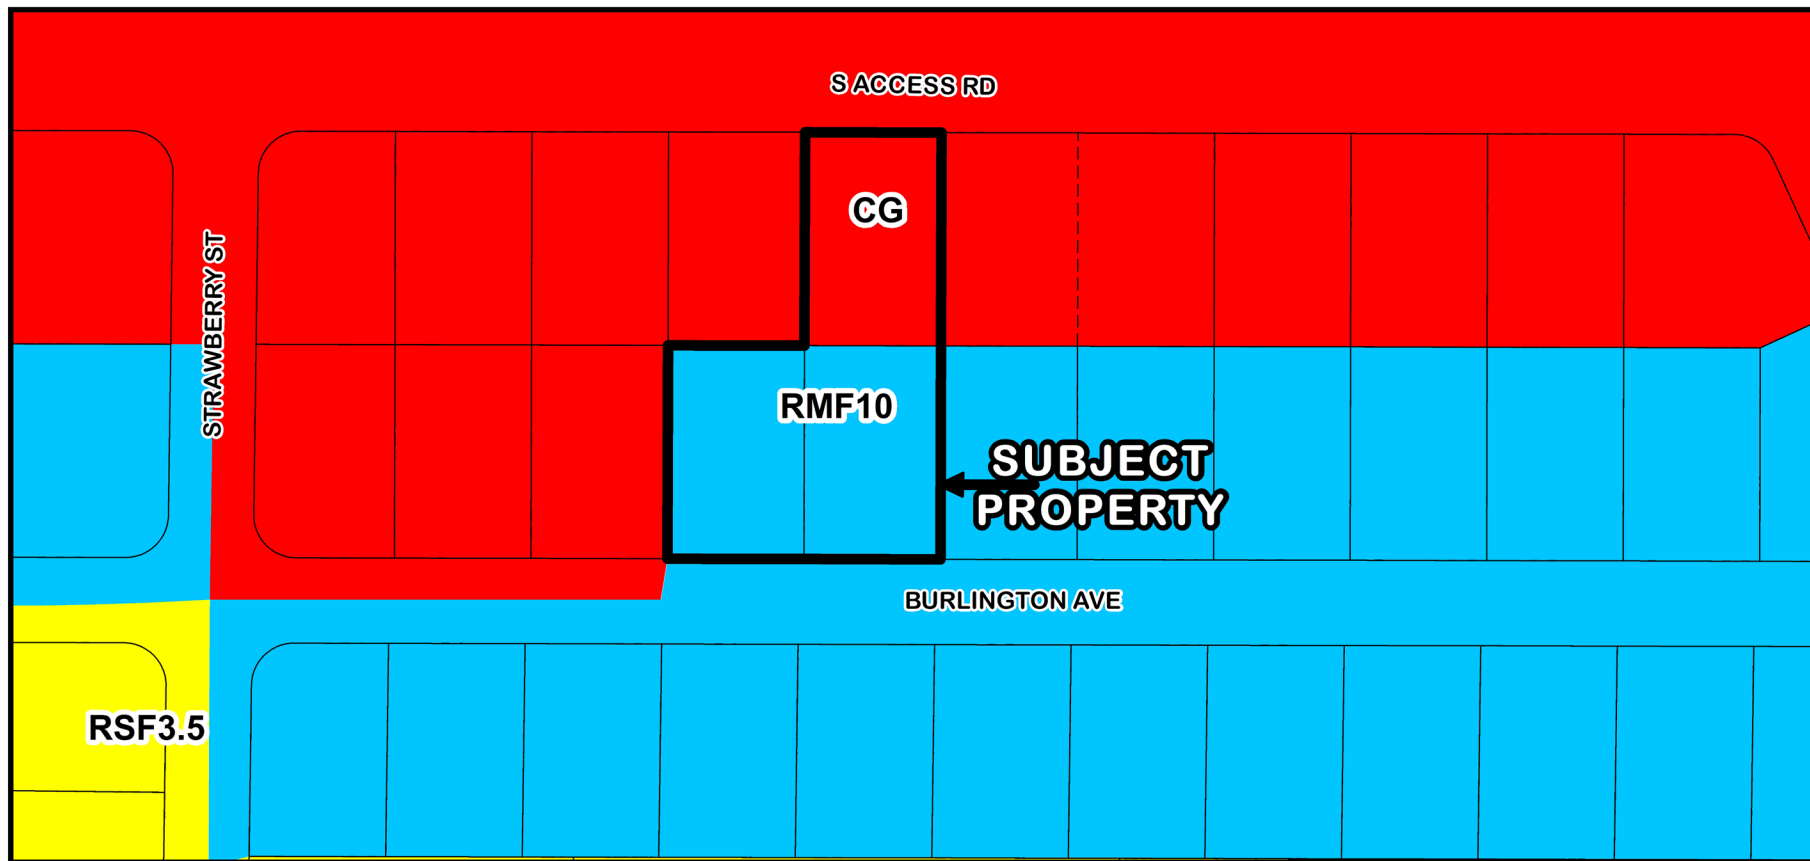 S ACCESS RD
CG
STRAWBERRY ST
RMF10
SUBJECT
PROPERTY
BURLINGTON AVE
RSF3.5